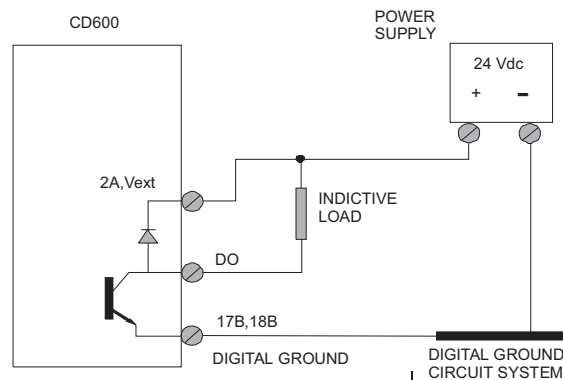 POWER
SUPPLY
CD600
24 Vdc
+ -
2A,Vext
INDICTIVE
LOAD
DO
17B,18B
DIGITAL GROUND
DIGITAL GROUND
CIRCUIT SYSTEM